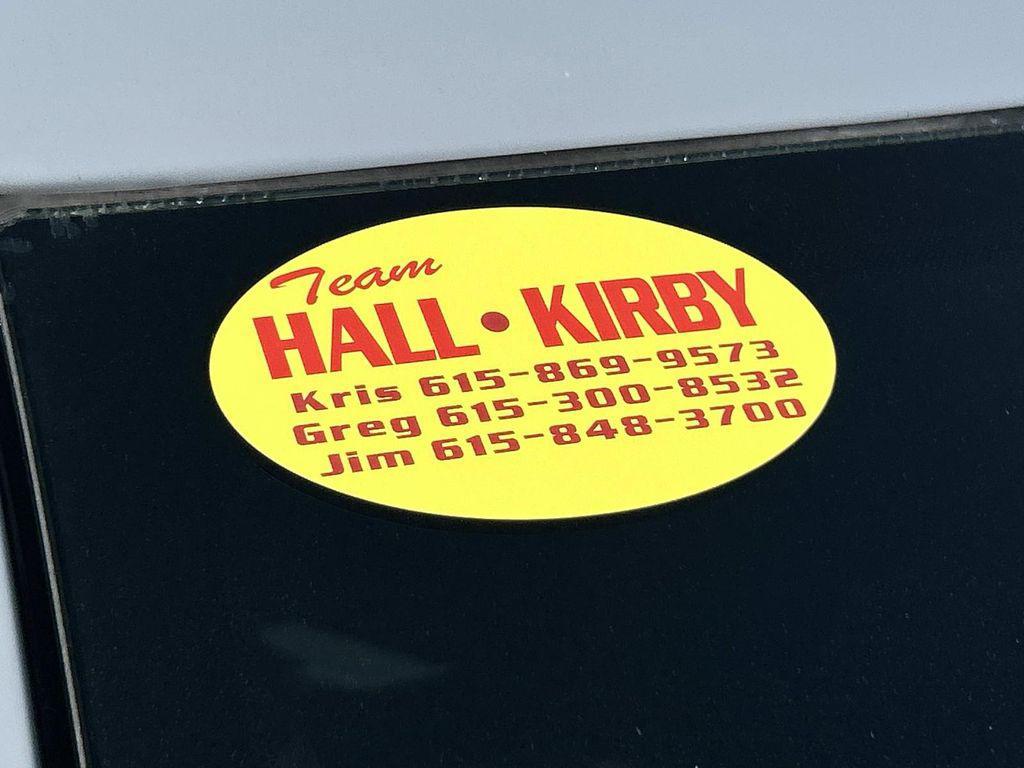 Team
HALL • KIRBY
Kris 615-869-9573
Greg 615-300-8532
Jim 615-848-3700